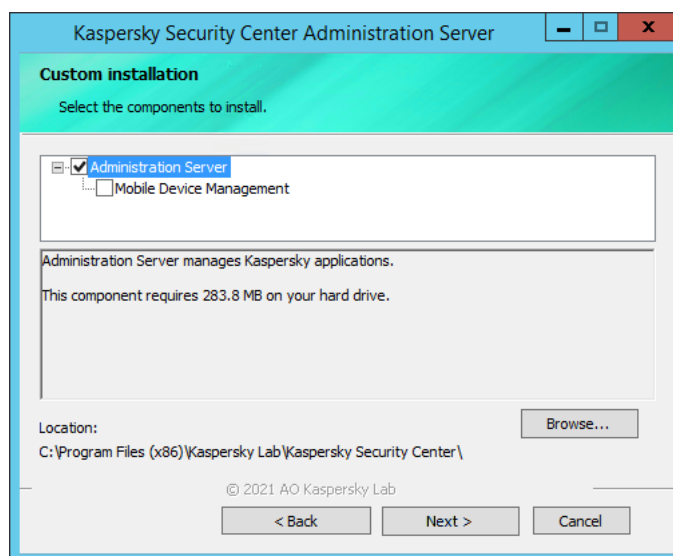 Kaspersky Security Center Administration Server
Custom installation
Select the components to install.
Administration Server
Mobile Device Management
Administration Server manages Kaspersky applications.
This component requires 283.8 MB on your hard drive.
Browse...
Location:
C:\Program Files (x86)\Kaspersky Lab\Kaspersky Security Center\
© 2021 AO Kaspersky Lab
< Back
Next >
Cancel